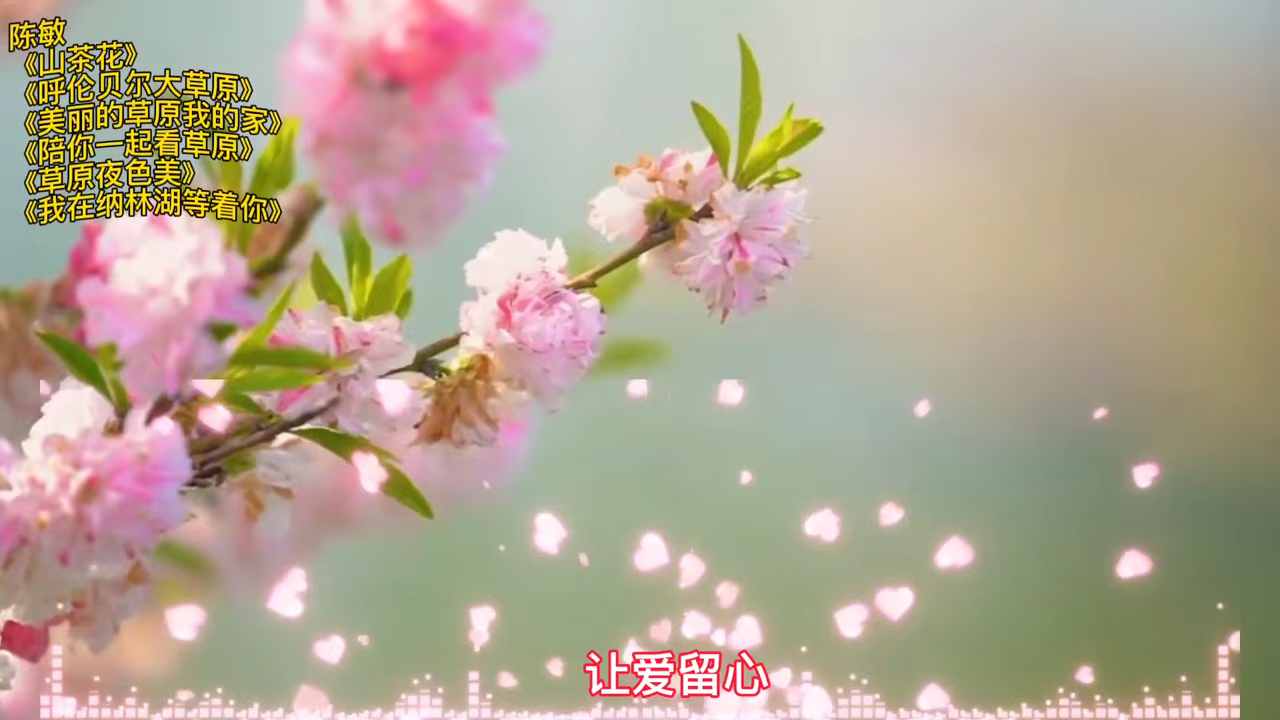 陈敏
《山茶花》
《呼伦贝尔大草原》
《美丽的草原我的家》
《陪你一起看草原》
《草原夜色美》
《我在纳林湖等着你》
让爱留心